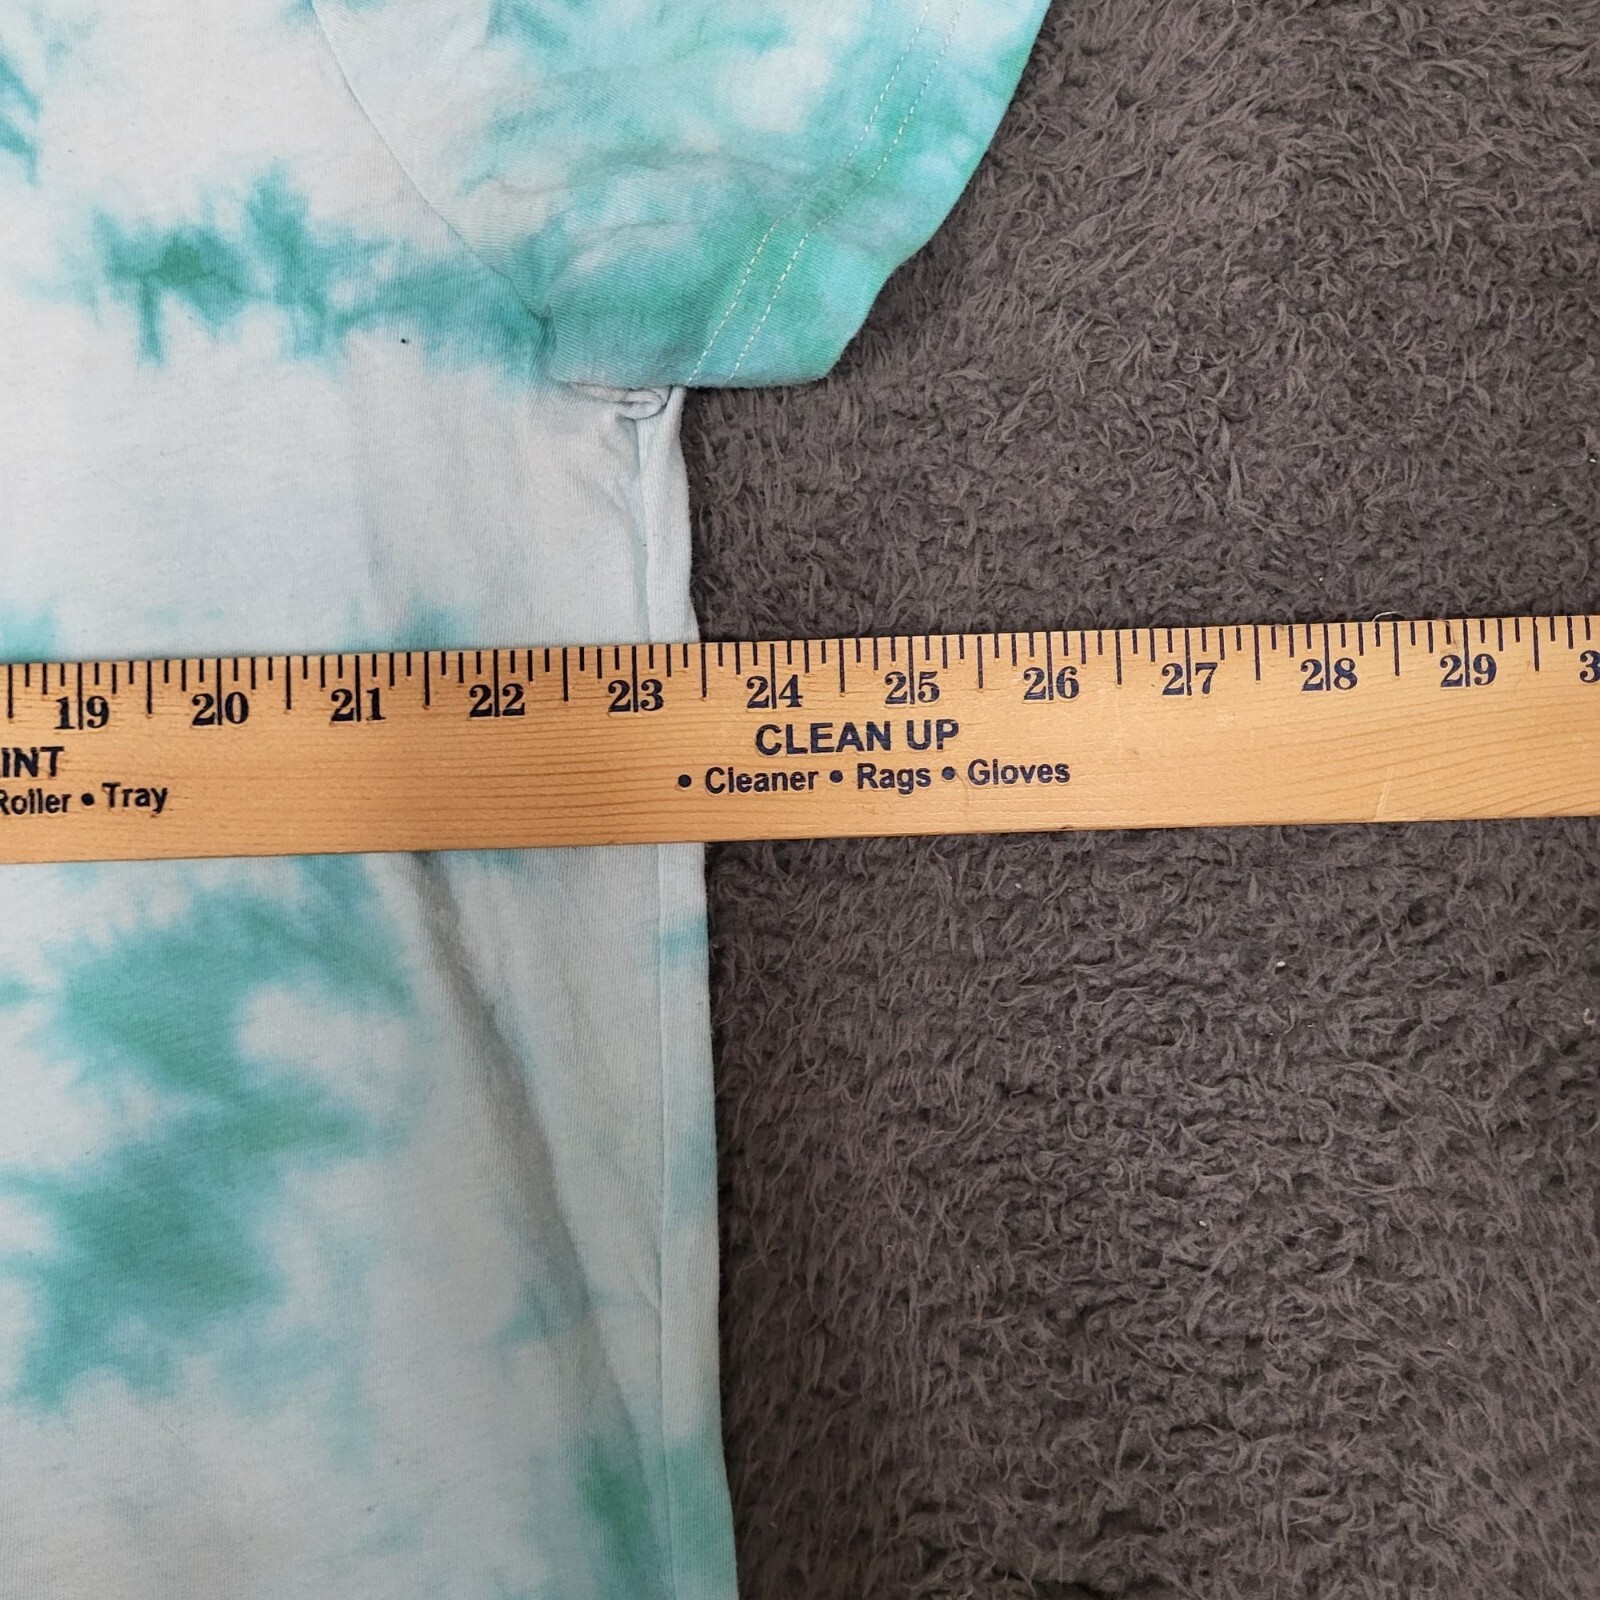 19 20 21 22 23 24 25 26 27 28 29 3
INT
Roller • Tray
CLEAN UP
• Cleaner • Rags • Gloves